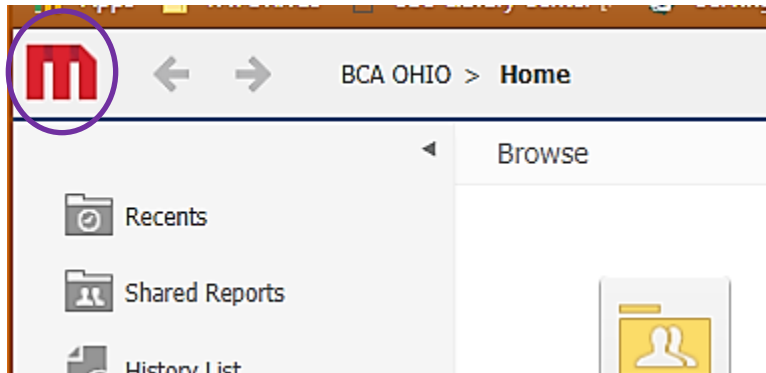 BCA OHIO > Home
Browse
Recents
Shared Reports
History List